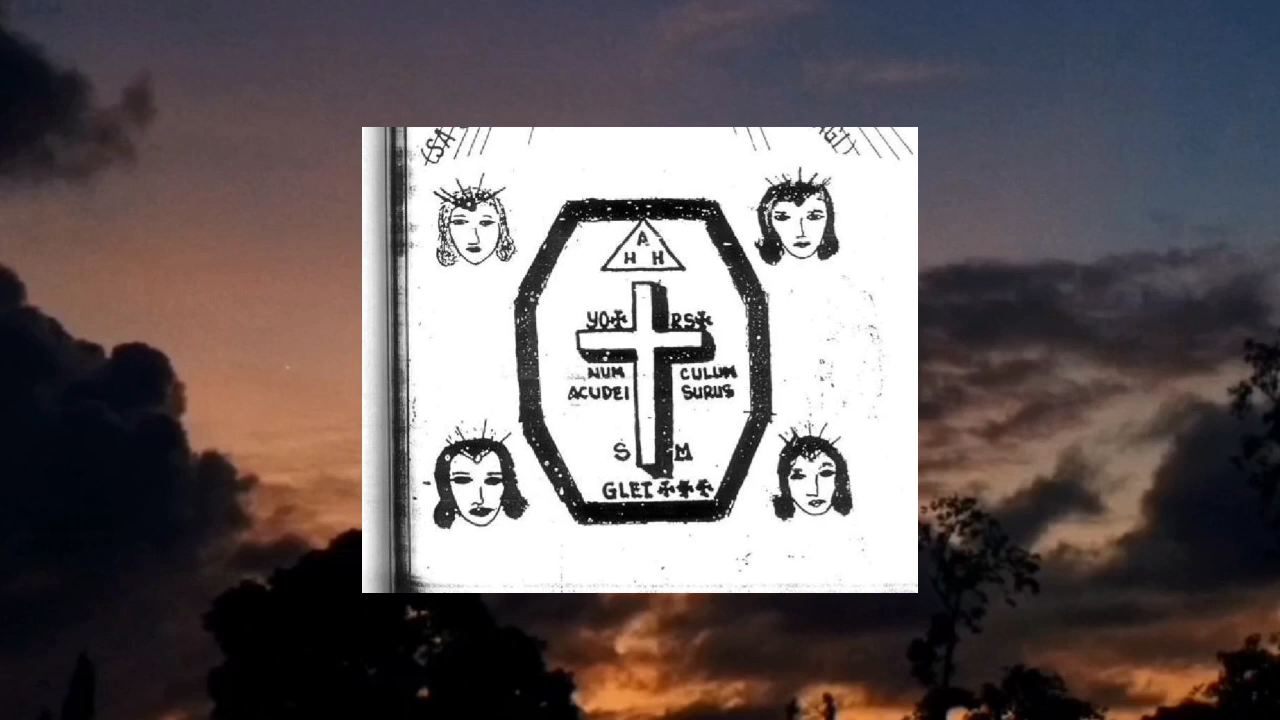 A
H H
YO✠ RS✠
NUM CULUM
ACUDEI SURUS
S M
GLET ✠✠✠